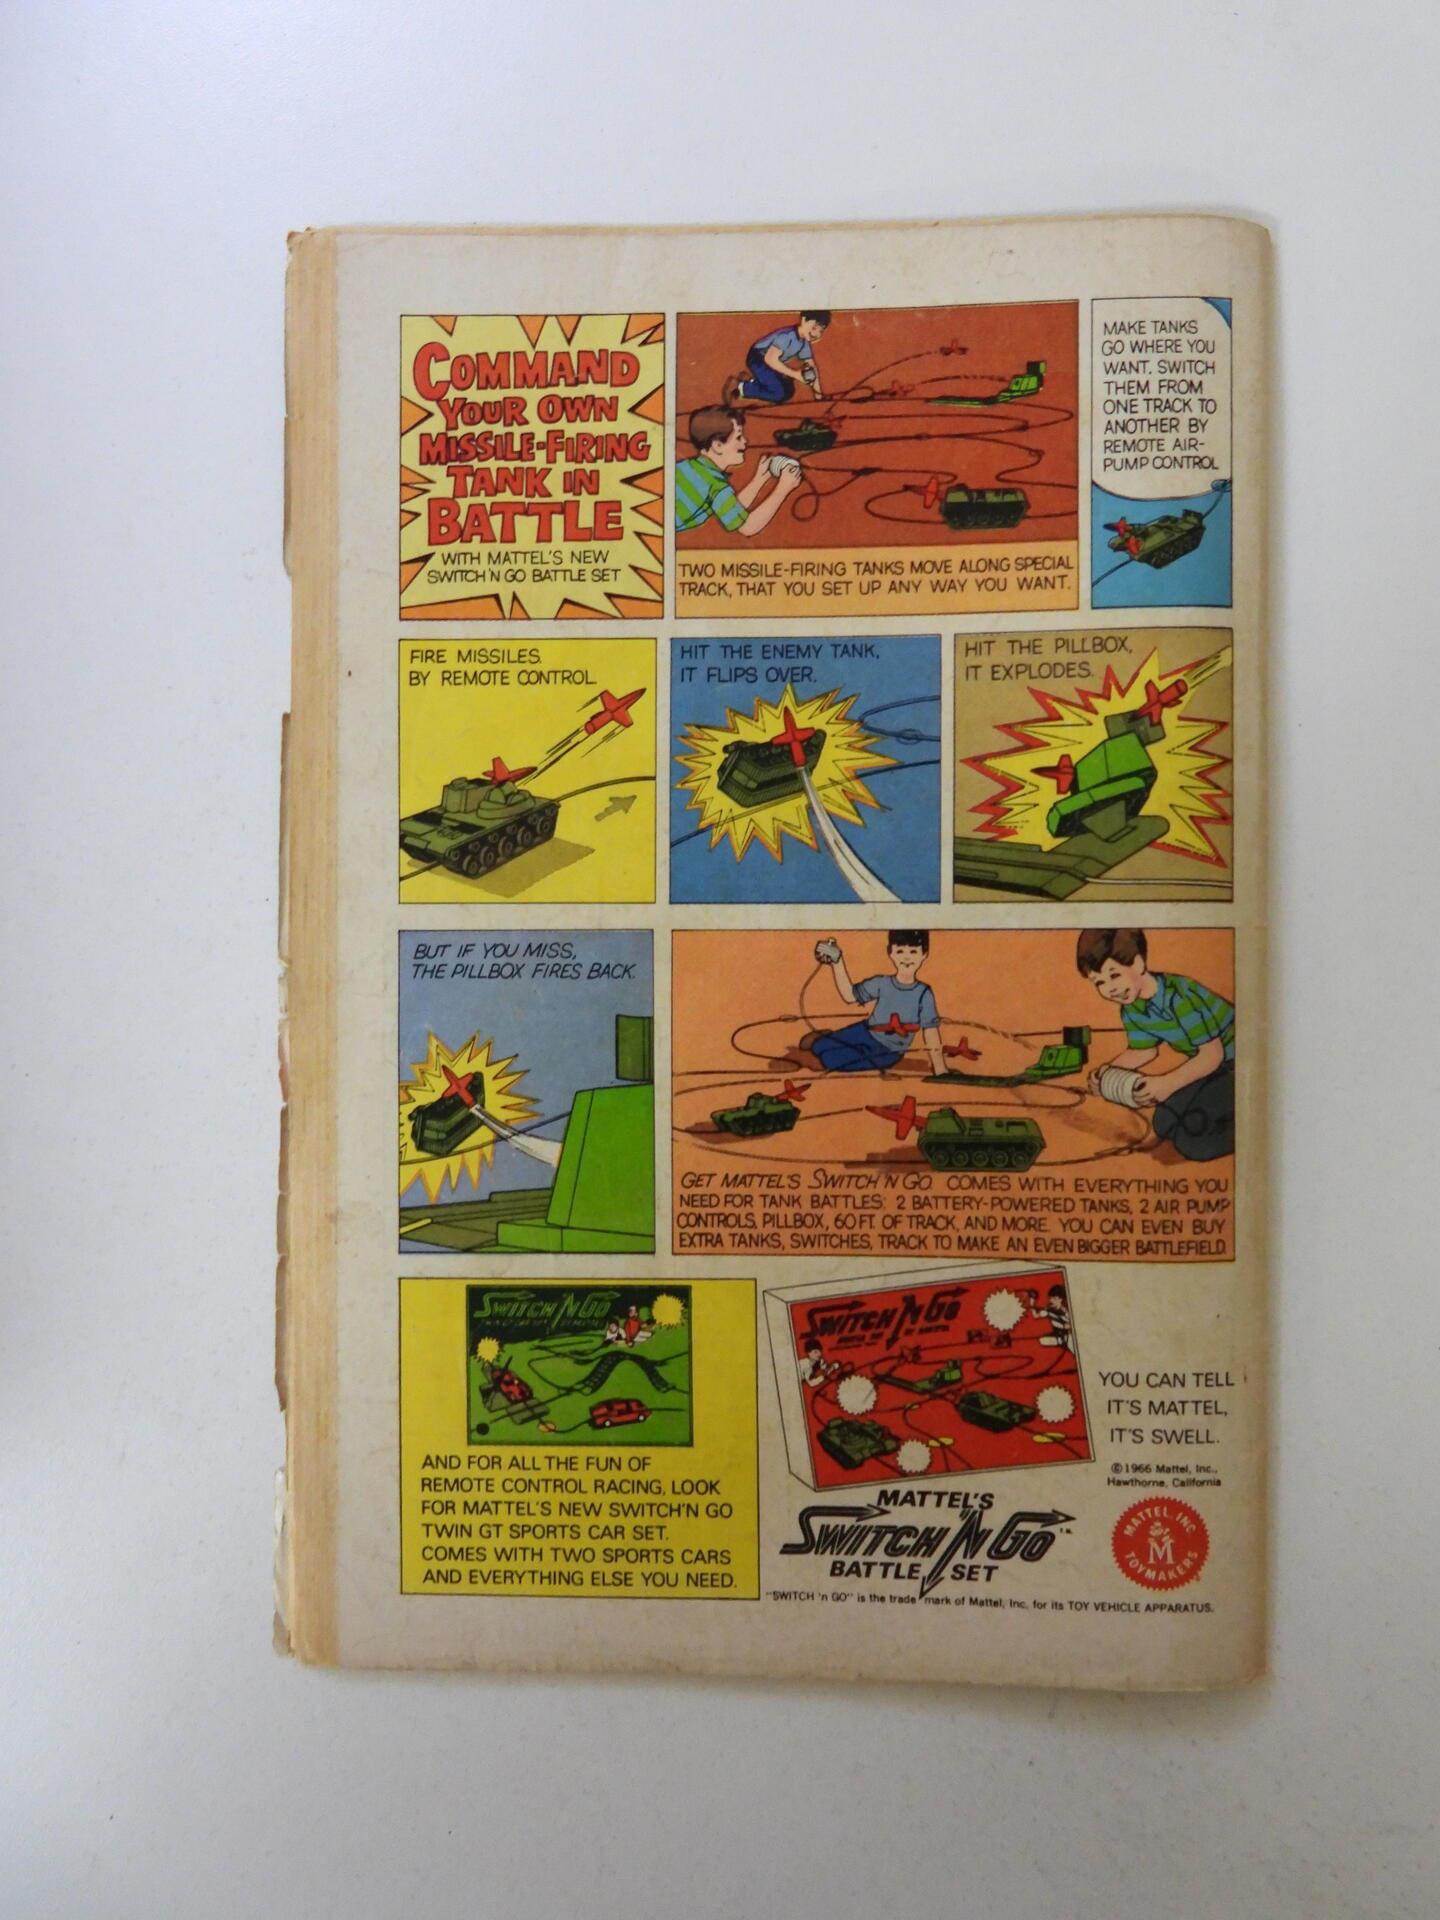 COMMAND
YOUR OWN
MISSILE-FIRING
TANK IN
BATTLE
WITH MATTEL'S NEW
SWITCH 'N GO BATTLE SET
TWO MISSILE-FIRING TANKS MOVE ALONG SPECIAL
TRACK, THAT YOU SET UP ANY WAY YOU WANT.
MAKE TANKS
GO WHERE YOU
WANT. SWITCH
THEM FROM
ONE TRACK TO
ANOTHER BY
REMOTE AIR-
PUMP CONTROL
FIRE MISSILES
BY REMOTE CONTROL.
HIT THE ENEMY TANK,
IT FLIPS OVER.
HIT THE PILLBOX,
IT EXPLODES.
BUT IF YOU MISS,
THE PILLBOX FIRES BACK.
GET MATTEL'S SWITCH 'N GO. COMES WITH EVERYTHING YOU
NEED FOR TANK BATTLES: 2 BATTERY-POWERED TANKS, 2 AIR PUMP
CONTROLS, PILLBOX, 60 FT. OF TRACK, AND MORE. YOU CAN EVEN BUY
EXTRA TANKS, SWITCHES, TRACK TO MAKE AN EVEN BIGGER BATTLEFIELD.
SWITCH 'N GO
AND FOR ALL THE FUN OF
REMOTE CONTROL RACING, LOOK
FOR MATTEL'S NEW SWITCH 'N GO
TWIN GT SPORTS CAR SET.
COMES WITH TWO SPORTS CARS
AND EVERYTHING ELSE YOU NEED.
SWITCH 'N GO
MATTEL'S
SWITCH 'N GO T.M.
BATTLE SET
YOU CAN TELL
IT'S MATTEL,
IT'S SWELL.
©1966 Mattel, Inc.,
Hawthorne, California
MATTEL, INC.
M
TOYMAKERS
"SWITCH 'n GO" is the trade mark of Mattel, Inc. for its TOY VEHICLE APPARATUS.